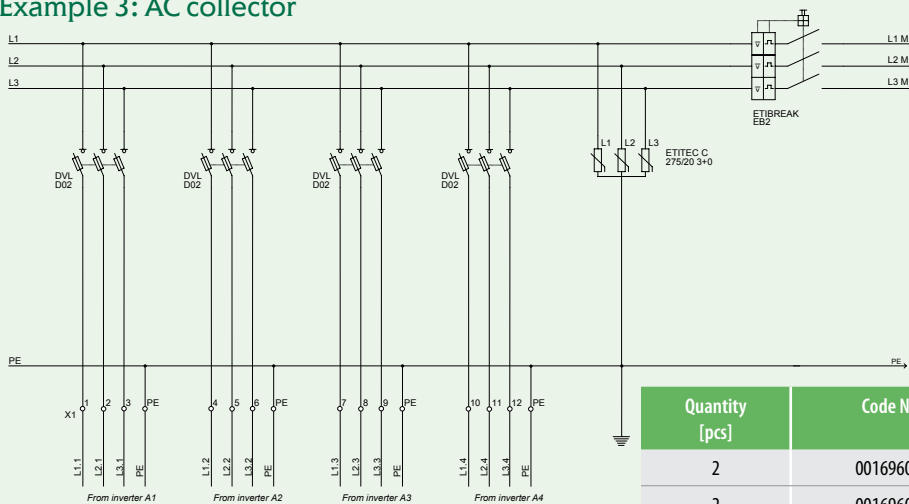 Example 3: AC collector
L1
L1 M
L2
L2 M
L3
L3 M
ETIBREAK
EB2
L1 L2 L3
ETITEC C
275/20 3+0
DVL
D02
DVL
D02
DVL
D02
DVL
D02
PE
PE
X1
1 2 3 PE
4 5 6 PE
7 8 9 PE
10 11 12 PE
L1.1 L2.1 L3.1 PE
L1.2 L2.2 L3.2 PE
L1.3 L2.3 L3.3 PE
L1.4 L2.4 L3.4 PE
From inverter A1
From inverter A2
From inverter A3
From inverter A4
Quantity
[pcs]
Code N
2
0016960